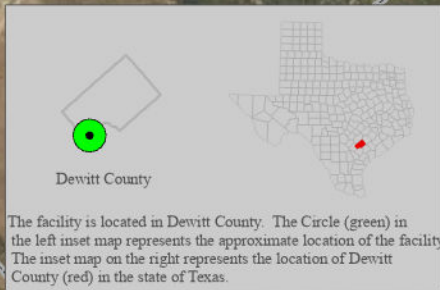 Dewitt County
The facility is located in Dewitt County. The Circle (green) in
the left inset map represents the approximate location of the facility
The inset map on the right represents the location of Dewitt
County (red) in the state of Texas.